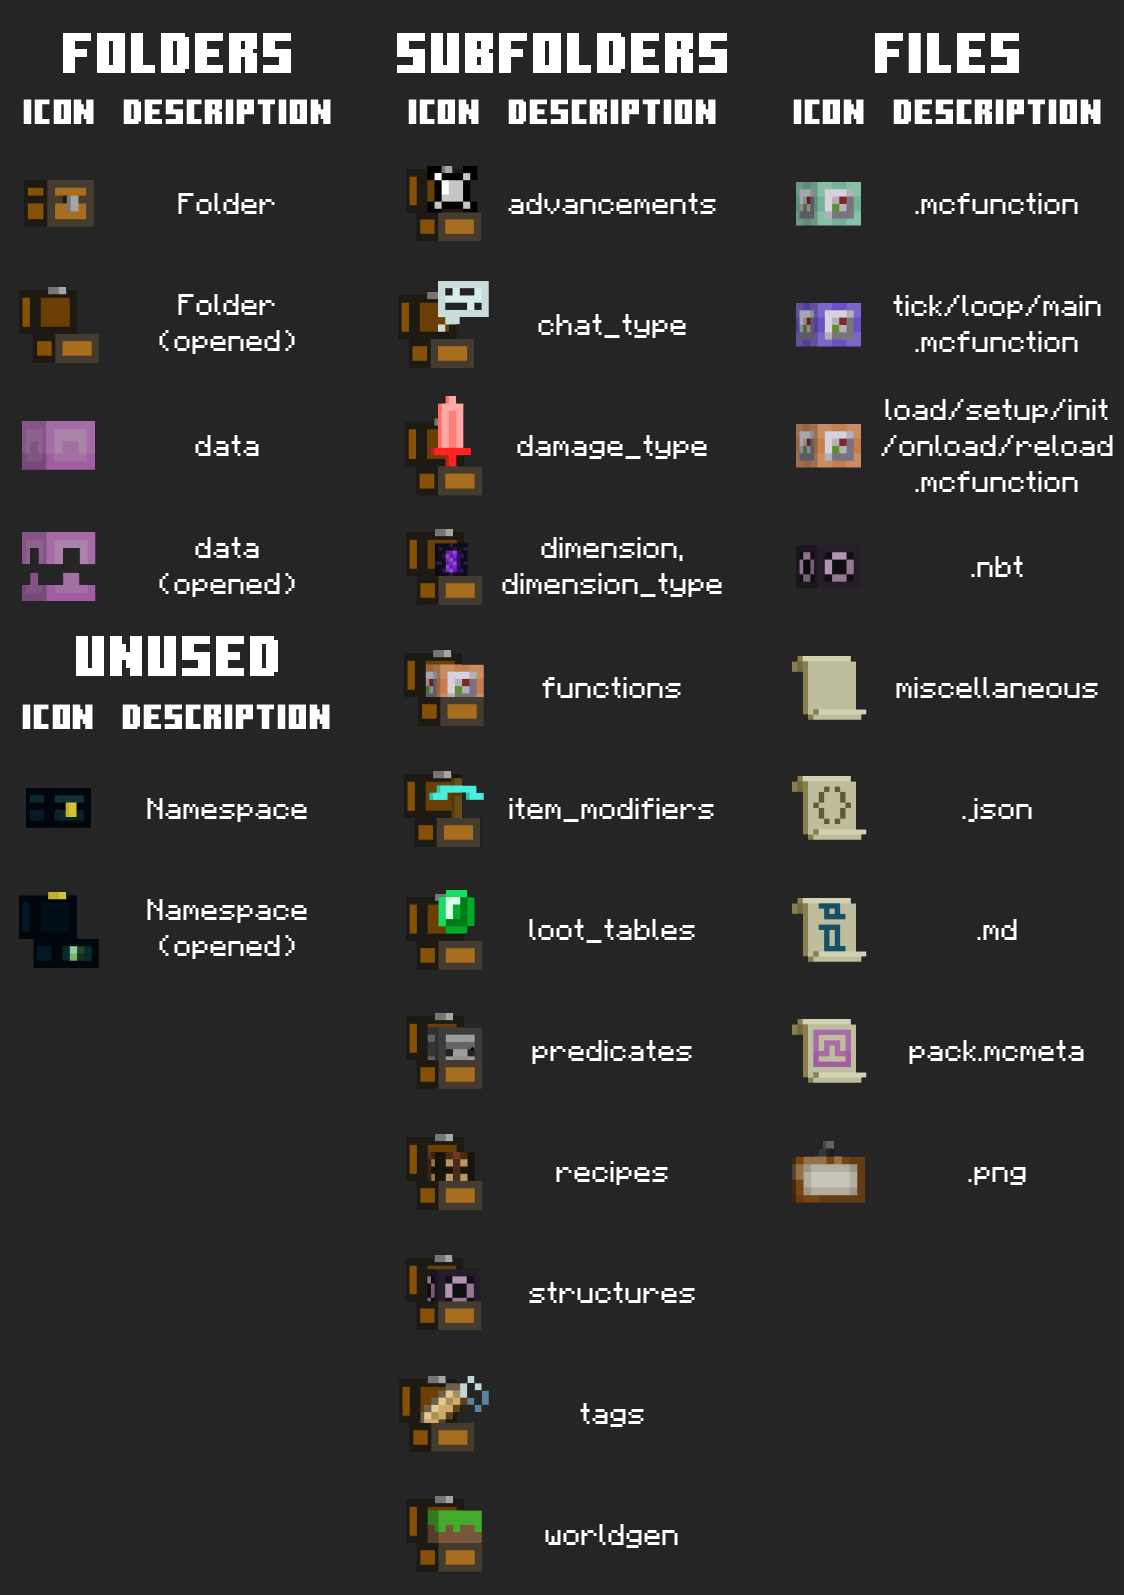 FOLDERS
ICON DESCRIPTION
Folder
Folder
(opened)
data
data
(opened)
UNUSED
ICON DESCRIPTION
Namespace
Namespace
(opened)
SUBFOLDERS
ICON DESCRIPTION
advancements
chat_type
damage_type
dimension,
dimension_type
functions
item_modifiers
loot_tables
predicates
recipes
structures
tags
worldgen
FILES
ICON DESCRIPTION
.mcfunction
tick/loop/main
.mcfunction
load/setup/init
/onload/reload
.mcfunction
.nbt
miscellaneous
.json
.md
pack.mcmeta
.png